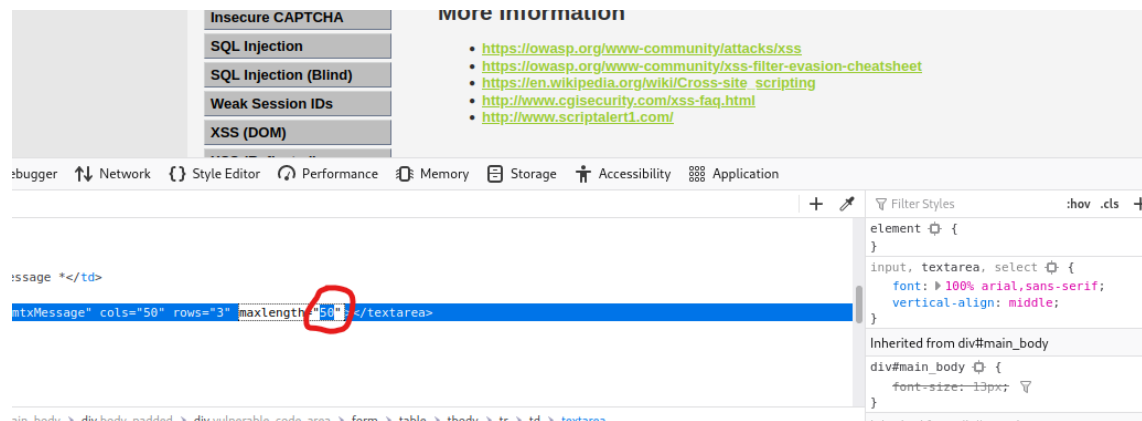 Insecure CAPTCHA
More Information
SQL Injection
https://owasp.org/www-community/attacks/xss
https://owasp.org/www-community/xss-filter-evasion-cheatsheet
SQL Injection (Blind)
https://en.wikipedia.org/wiki/Cross-site_scripting
Weak Session IDs
http://www.cgisecurity.com/xss-faq.html
http://www.scriptalert1.com/
XSS (DOM)
ebugger Network {} Style Editor Performance Memory Storage Accessibility Application
+ Filter Styles :hov .cls +
element {
}
essage *</td>
input, textarea, select {
font: 100% arial,sans-serif;
vertical-align: middle;
}
mtxMessage" cols="50" rows="3" maxlength="50"></textarea>
Inherited from div#main_body
div#main_body {
font-size: 13px;
}